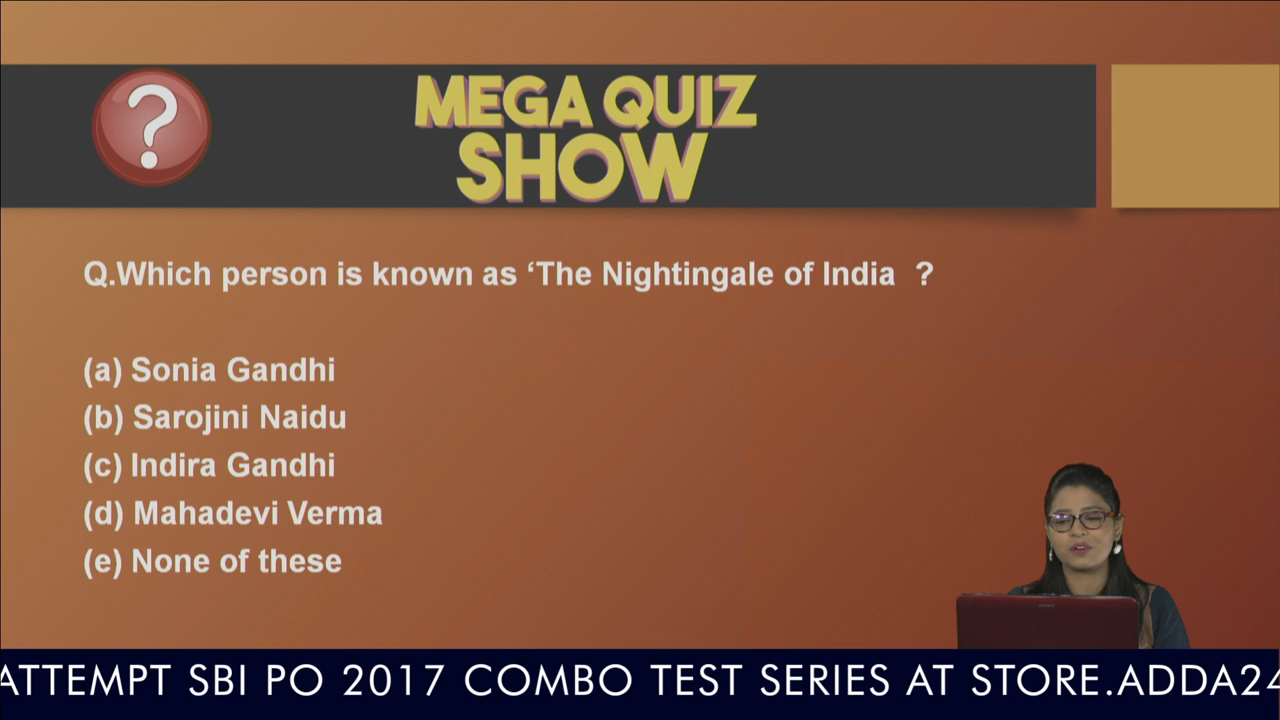 ?
MEGA QUIZ
SHOW
Q.Which person is known as ‘The Nightingale of India  ?
(a) Sonia Gandhi
(b) Sarojini Naidu
(c) Indira Gandhi
(d) Mahadevi Verma
(e) None of these
SONY
ATTEMPT SBI PO 2017 COMBO TEST SERIES AT STORE.ADDA24